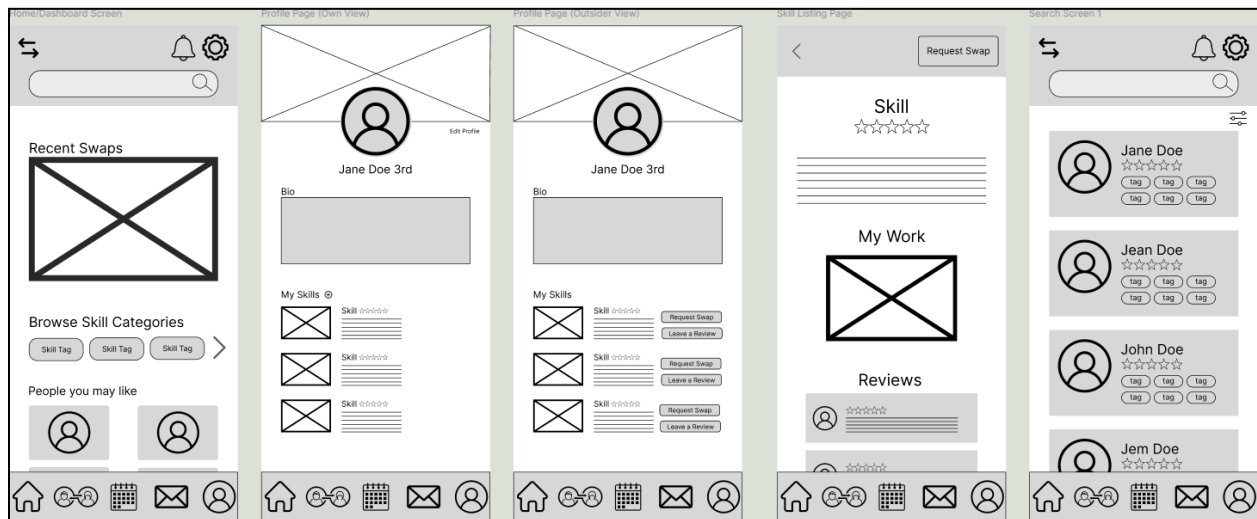 Home/Dashboard Screen
Recent Swaps
Browse Skill Categories
Skill Tag
Skill Tag
Skill Tag
People you may like
Profile Page (Own View)
Edit Profile
Jane Doe 3rd
Bio
My Skills
Skill
Skill
Skill
Profile Page (Outsider View)
Jane Doe 3rd
Bio
My Skills
Skill
Request Swap
Leave a Review
Skill
Request Swap
Leave a Review
Skill
Request Swap
Leave a Review
Skill Listing Page
Request Swap
Skill
My Work
Reviews
Search Screen 1
Jane Doe
tag tag tag
tag tag tag
Jean Doe
tag tag tag
tag tag tag
John Doe
tag tag tag
tag tag tag
Jem Doe